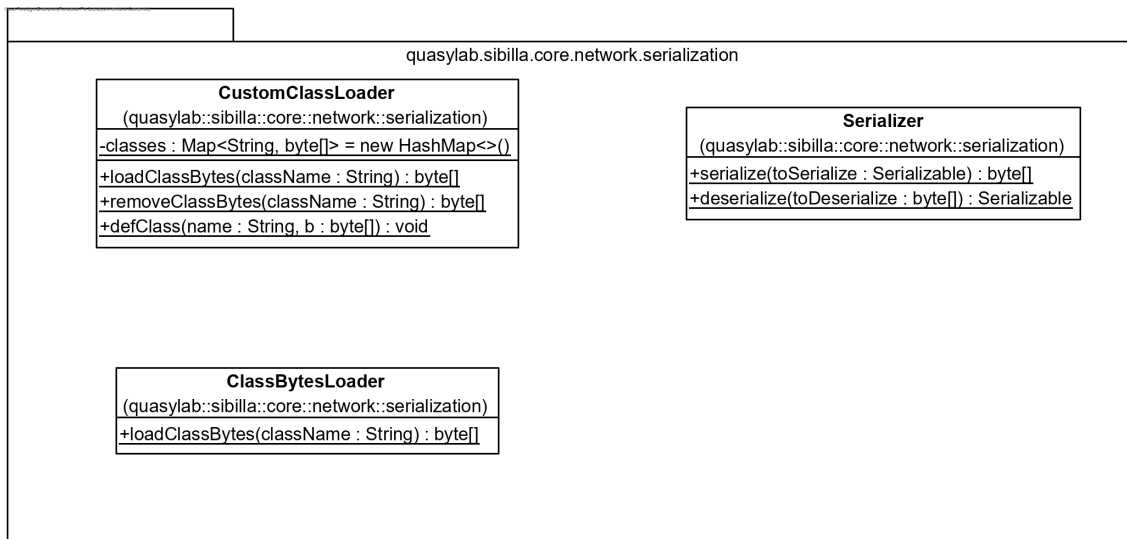 quasylab.sibilla.core.network.serialization
CustomClassLoader
(quasylab::sibilla::core::network::serialization)
-classes : Map<String, byte[]> = new HashMap<>()
+loadClassBytes(className : String) : byte[]
+removeClassBytes(className : String) : byte[]
+defClass(name : String, b : byte[]) : void
Serializer
(quasylab::sibilla::core::network::serialization)
+serialize(toSerialize : Serializable) : byte[]
+deserialize(toDeserialize : byte[]) : Serializable
ClassBytesLoader
(quasylab::sibilla::core::network::serialization)
+loadClassBytes(className : String) : byte[]